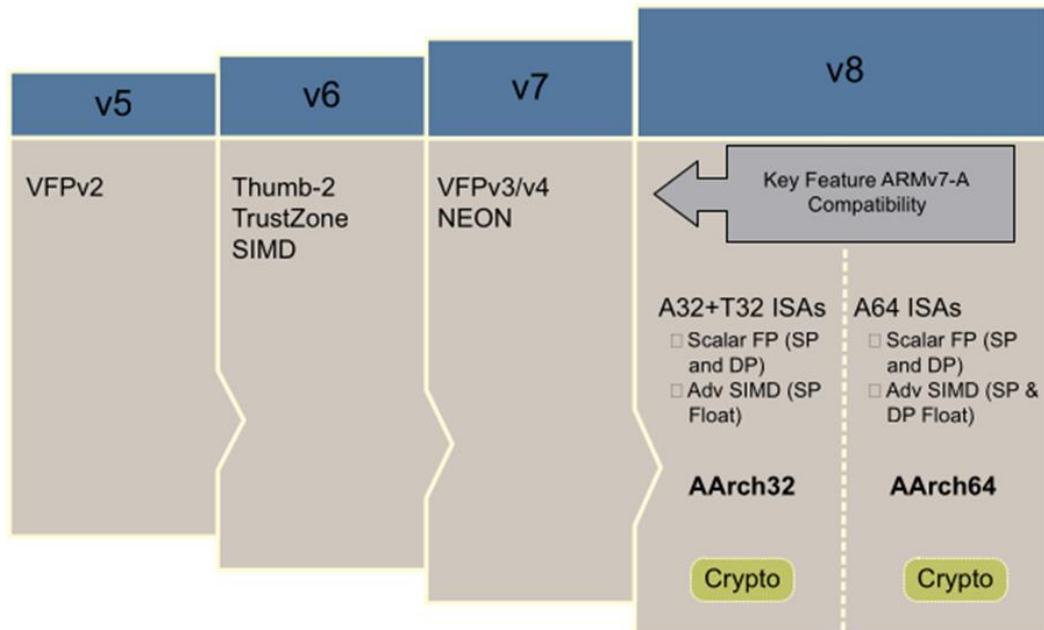 v5
v6
v7
v8
VFPv2
Thumb-2
TrustZone
SIMD
VFPv3/v4
NEON
Key Feature ARMv7-A
Compatibility
A32+T32 ISAs
□ Scalar FP (SP
and DP)
□ Adv SIMD (SP
Float)
AArch32
Crypto
A64 ISAs
□ Scalar FP (SP
and DP)
□ Adv SIMD (SP &
DP Float)
AArch64
Crypto